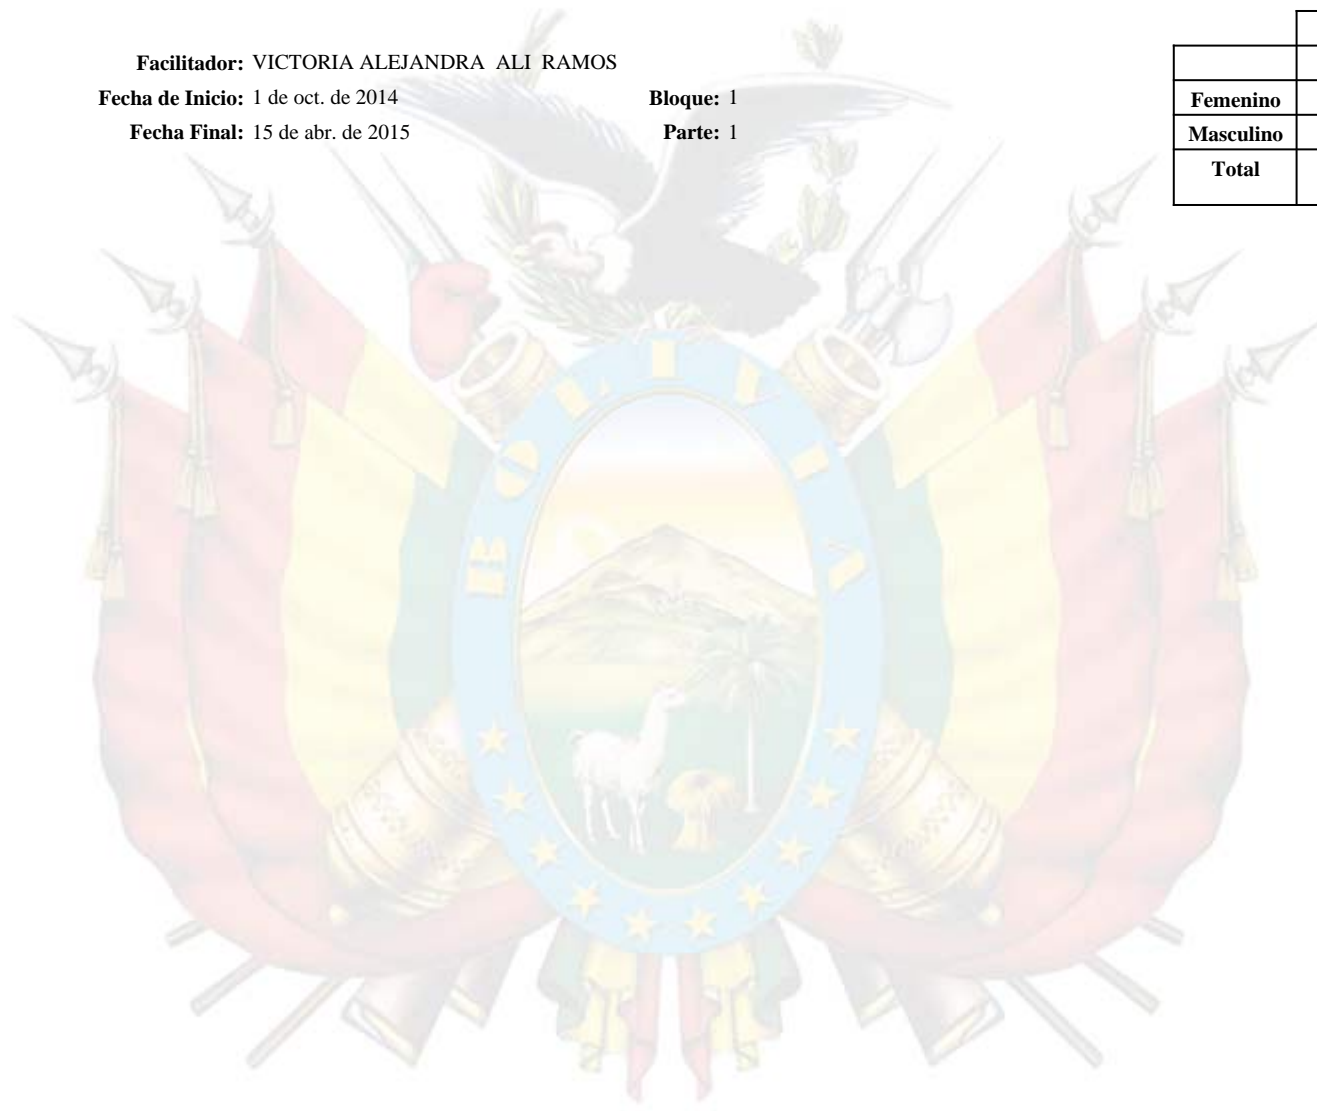 Facilitador: VICTORIA ALEJANDRA ALI RAMOS
Fecha de Inicio: 1 de oct. de 2014 Bloque: 1
Fecha Final: 15 de abr. de 2015 Parte: 1
Femenino
Masculino
Total
BOLIVIA